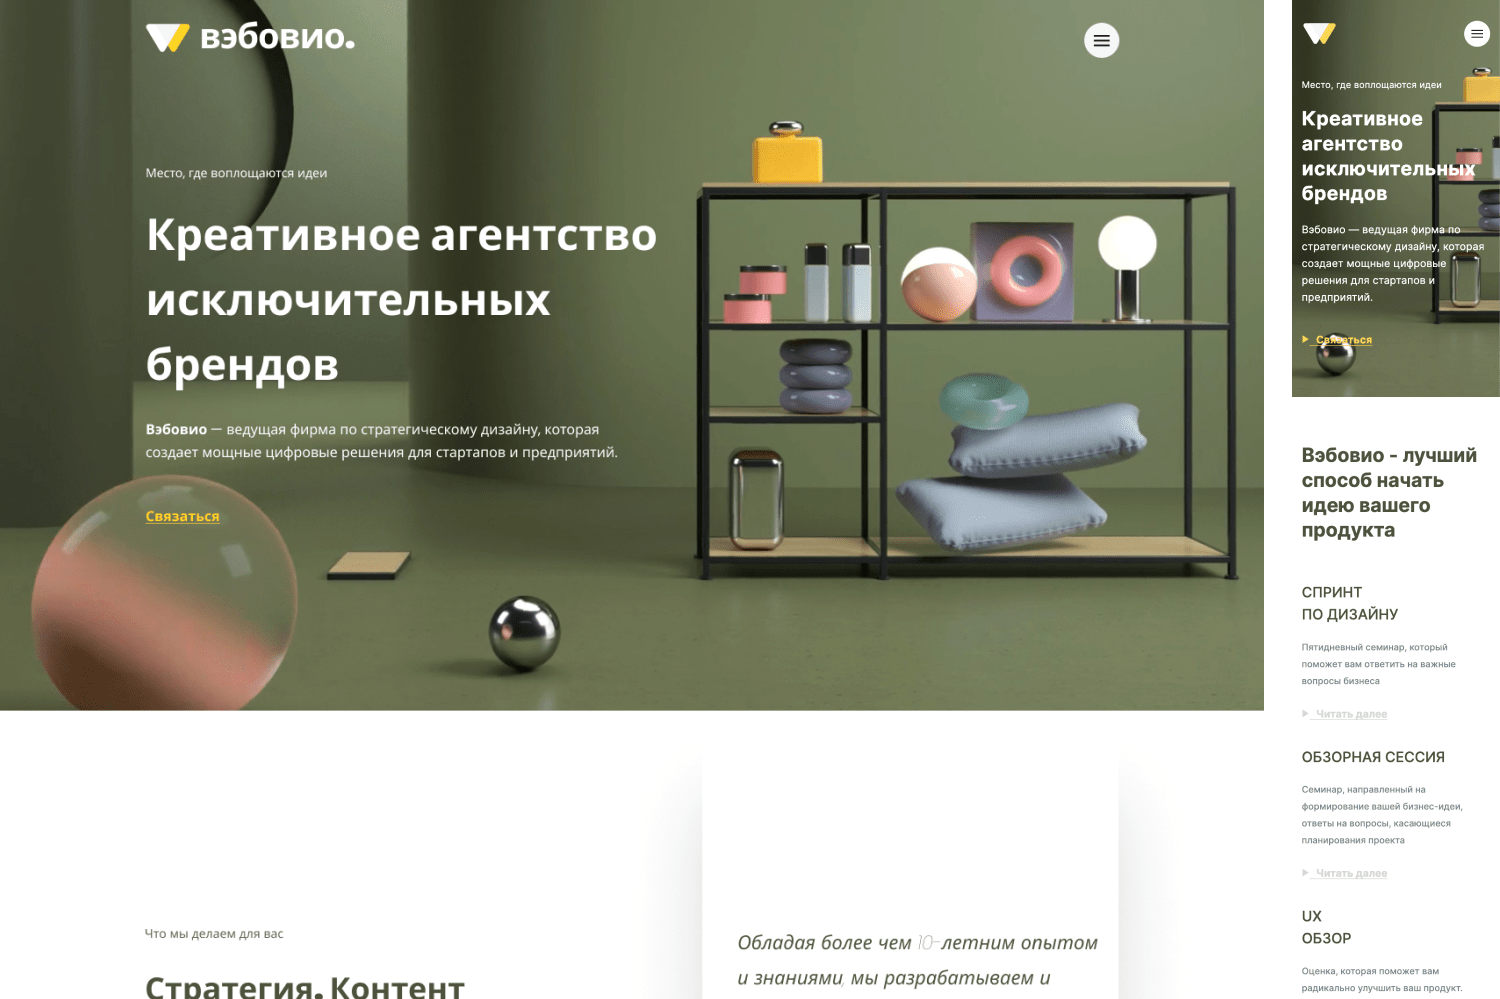 вэбовио.
Место, где воплощаются идеи
Креативное агентство
исключительных
брендов
Вэбовио — ведущая фирма по стратегическому дизайну, которая
создает мощные цифровые решения для стартапов и предприятий.
Связаться
Что мы делаем для вас
Стратегия. Контент
Обладая более чем 10-летним опытом
и знаниями, мы разрабатываем и
Место, где воплощаются идеи
Креативное
агентство
исключительных
брендов
Вэбовио — ведущая фирма по
стратегическому дизайну, которая
создает мощные цифровые
решения для стартапов и
предприятий.
Связаться
Вэбовио - лучший
способ начать
идею вашего
продукта
СПРИНТ
ПО ДИЗАЙНУ
Пятидневный семинар, который
поможет вам ответить на важные
вопросы бизнеса
Читать далее
ОБЗОРНАЯ СЕССИЯ
Семинар, направленный на
формирование вашей бизнес-идеи,
ответы на вопросы, касающиеся
планирования проекта
Читать далее
UX
ОБЗОР
Оценка, которая поможет вам
радикально улучшить ваш продукт.